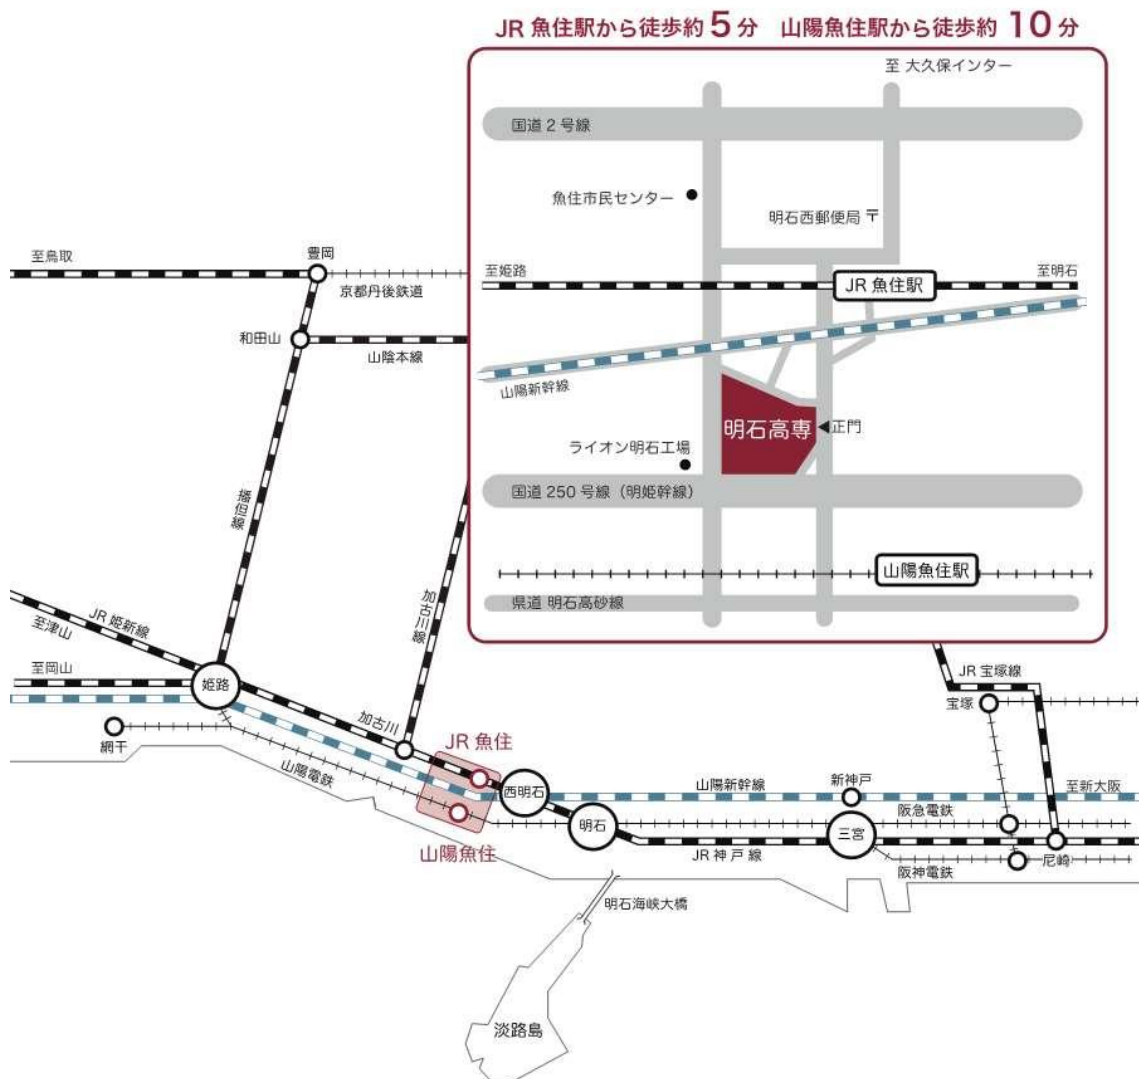 JR 魚住駅から徒歩約 5 分 山陽魚住駅から徒歩約 10 分
至 大久保インター
国道 2 号線
魚住市民センター
明石西郵便局 〒
至姫路
至明石
JR 魚住駅
山陽新幹線
明石高専
◀正門
ライオン明石工場
国道 250 号線（明姫幹線）
山陽魚住駅
県道 明石高砂線
至鳥取
豊岡
京都丹後鉄道
和田山
山陰本線
播但線
加古川線
JR 姫新線
至津山
至岡山
姫路
網干
山陽電鉄
加古川
JR 魚住
山陽魚住
西明石
明石
山陽新幹線
新神戸
至新大阪
阪急電鉄
三宮
JR 神戸線
阪神電鉄
尼崎
JR 宝塚線
宝塚
明石海峡大橋
淡路島